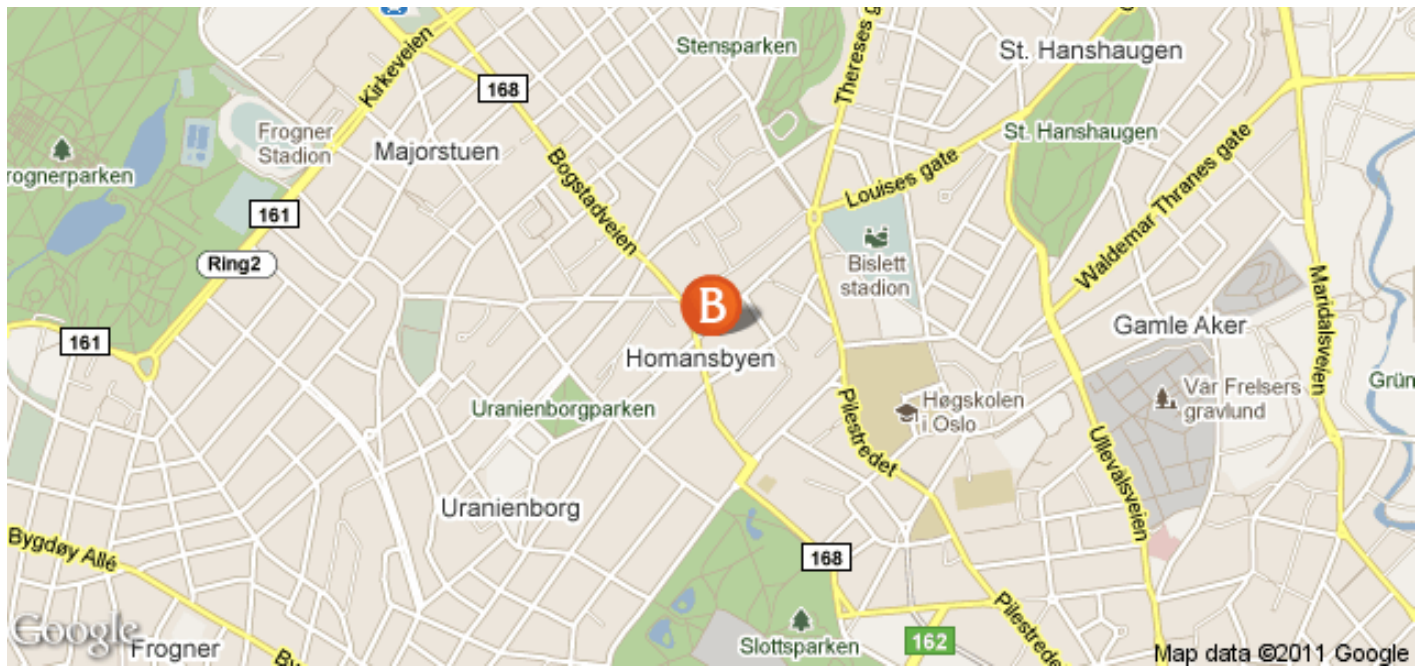 Stensparken
Thereses g
St. Hanshaugen
Kirkeveien
168
Frogner
Stadion
Majorstuen
St. Hanshaugen
Bogstadveien
Louises gate
Waldemar Thranes gate
rognerparken
161
Ring2
Bislett
stadion
Maridalsveien
B
Gamle Aker
161
Homansbyen
Grün
Uranienborgparken
Høgskolen
i Oslo
Vår Frelsers
gravlund
Pilestredet
Ullevålsveien
Uranienborg
Bygdøy Allé
168
Pilestredet
Google
Frogner
By
Slottsparken
162
Map data ©2011 Google